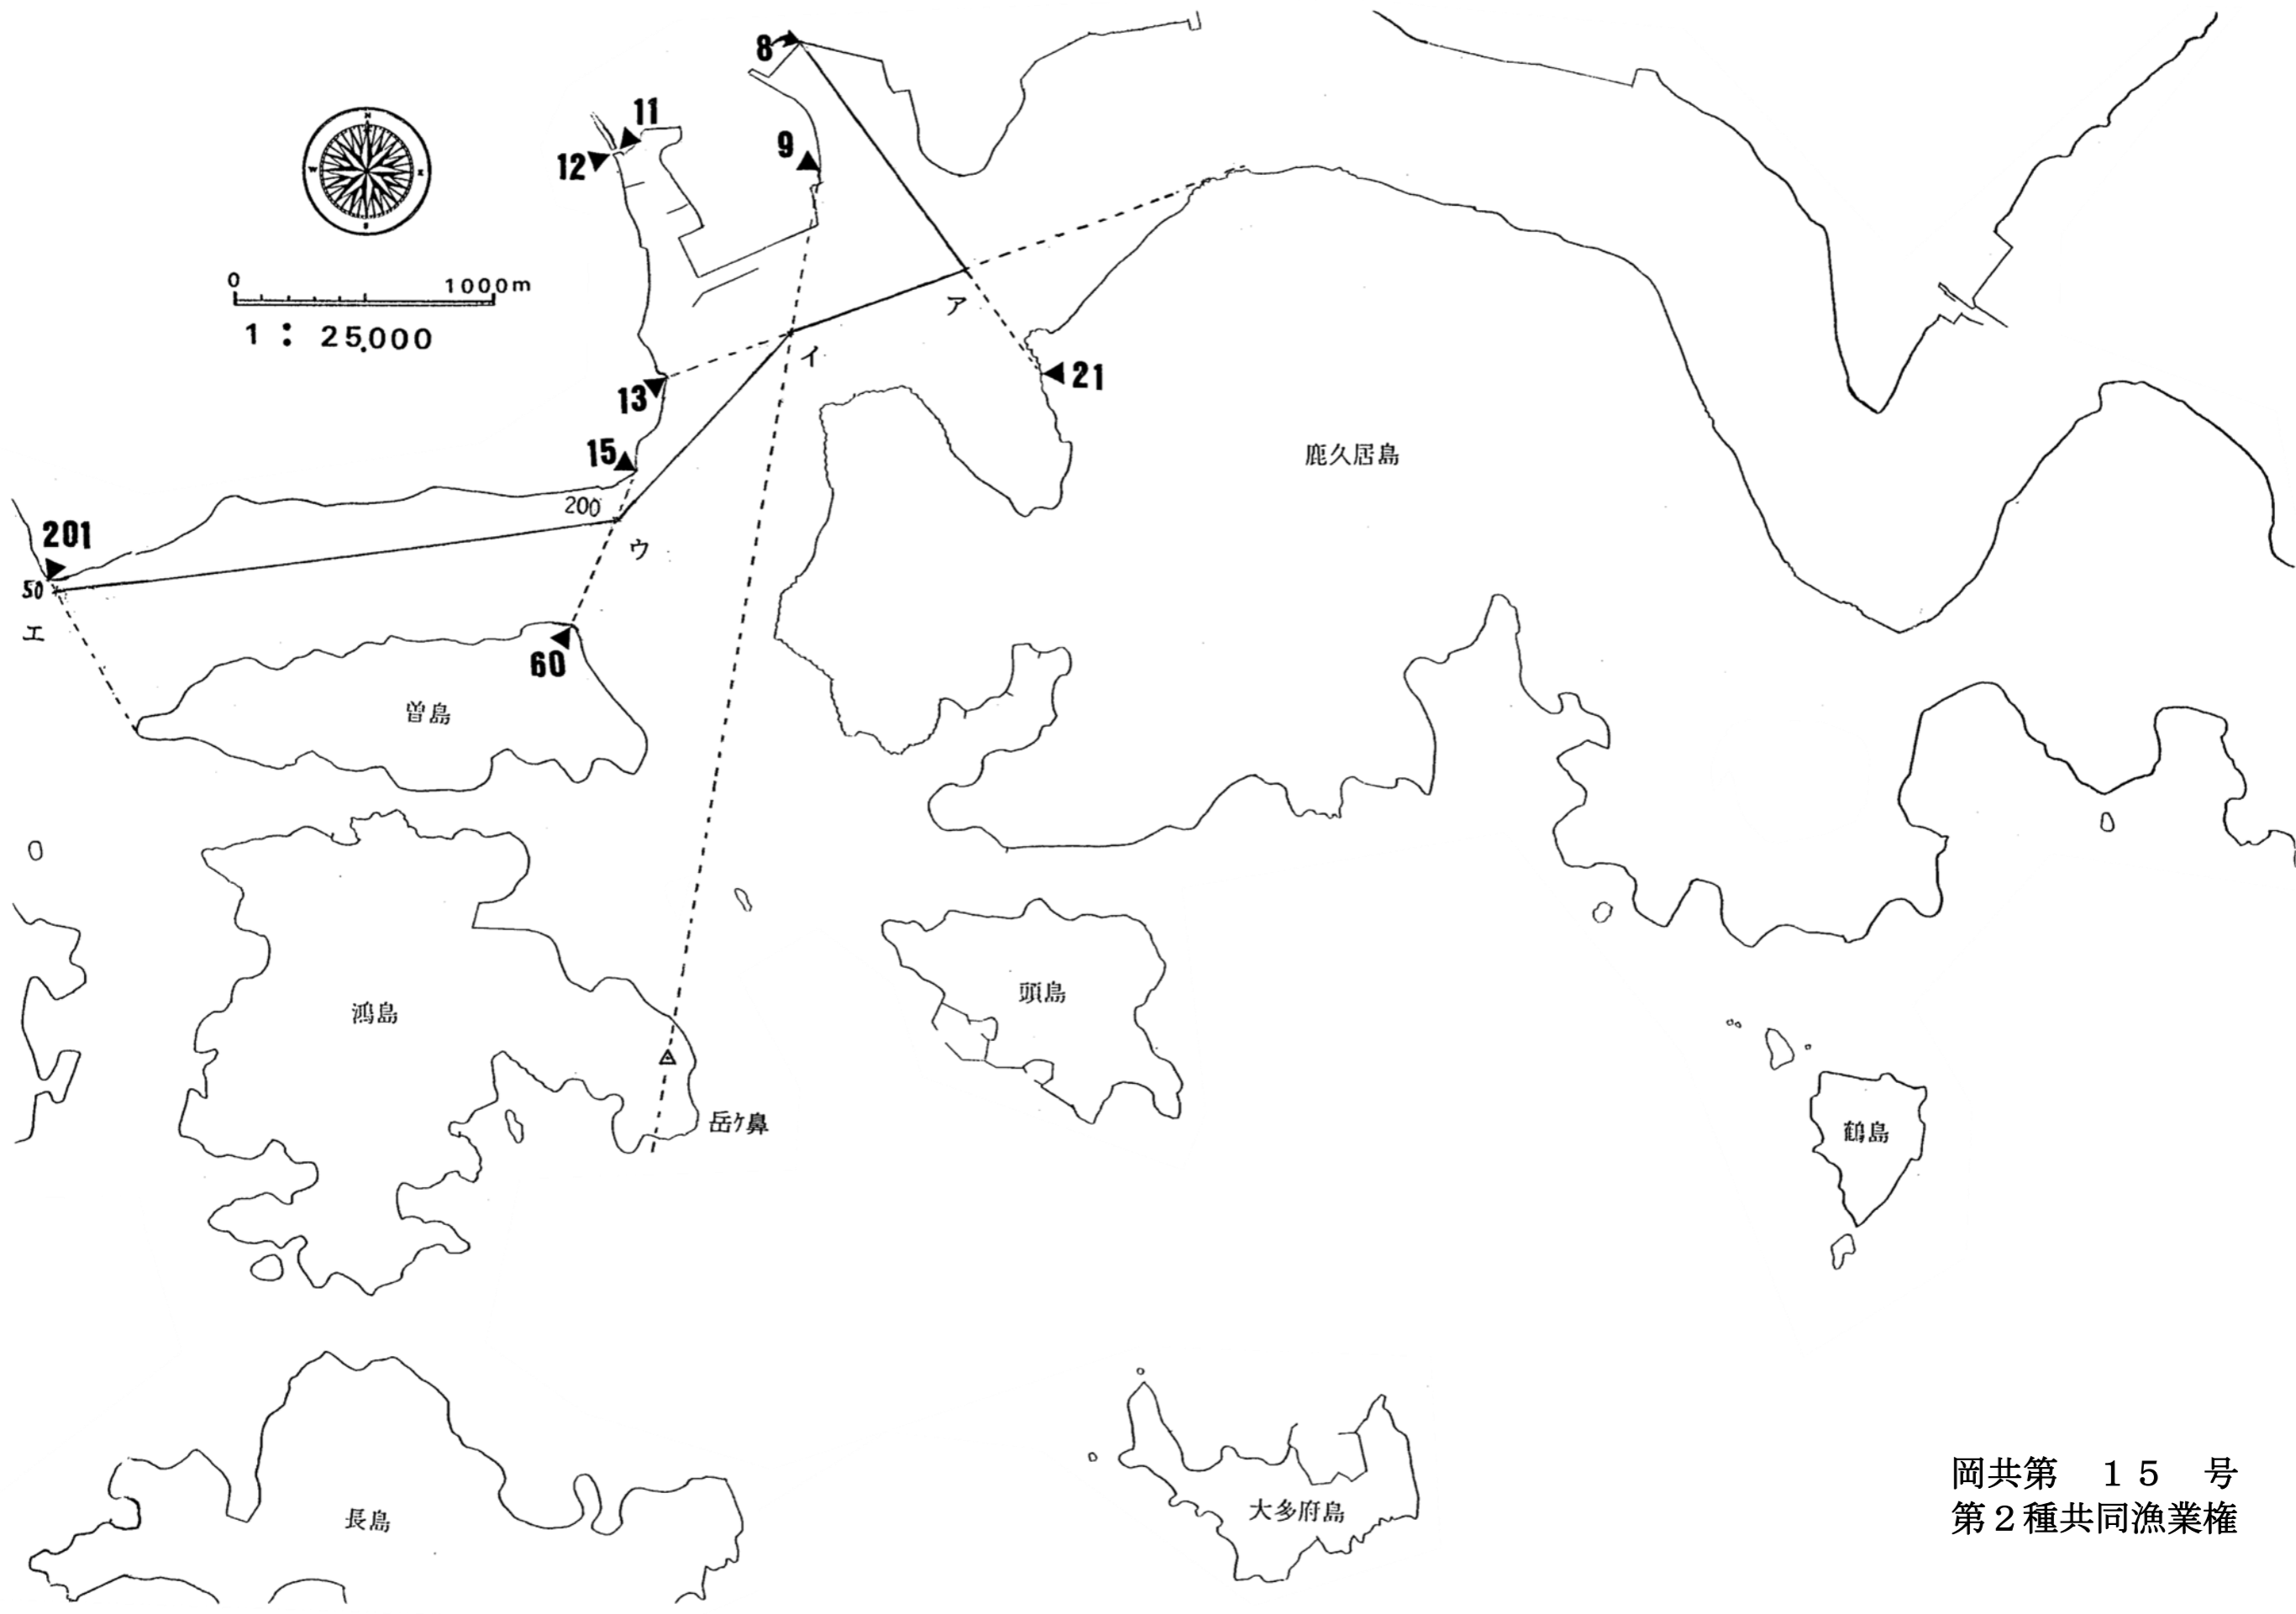 8
11
12
9
N
W
E
S
0 1000m
1 : 25,000
ア
イ
13
21
15
鹿久居島
200
201
ウ
50
エ
60
曽島
頭島
鴻島
岳ケ鼻
鶴島
長島
大多府島
岡共第 15 号
第2種共同漁業権